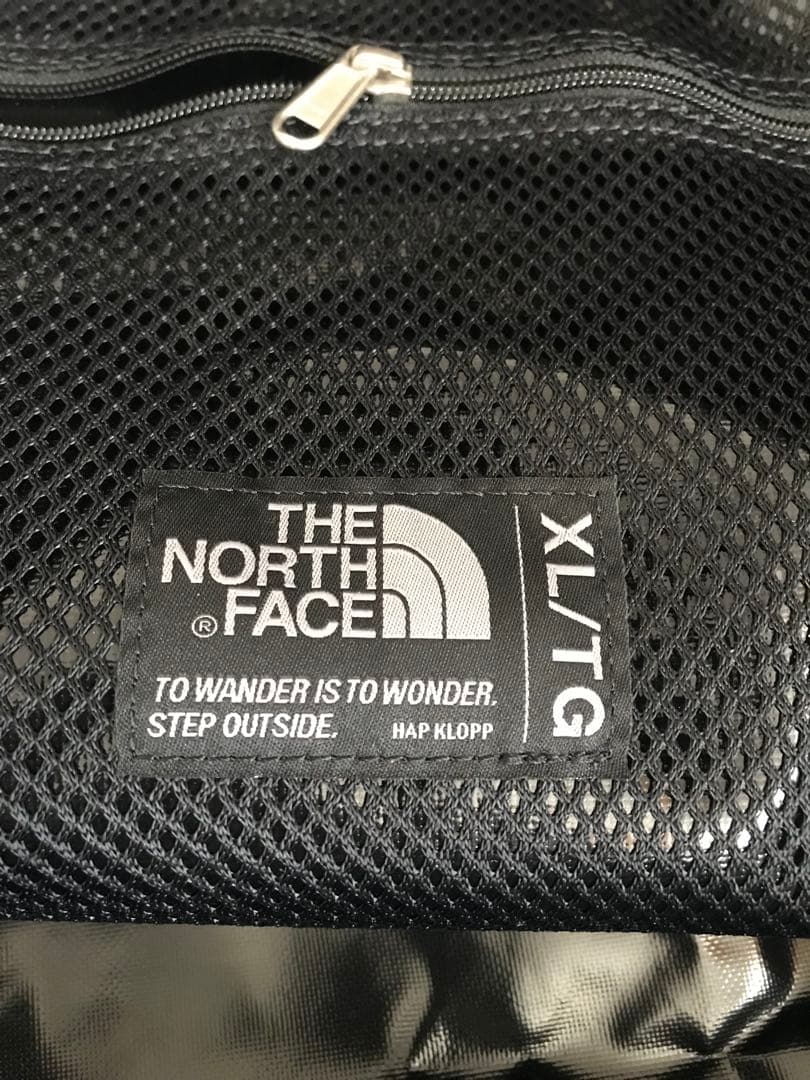 THE
NORTH
® FACE
XL/TG
TO WANDER IS TO WONDER.
STEP OUTSIDE. HAP KLOPP